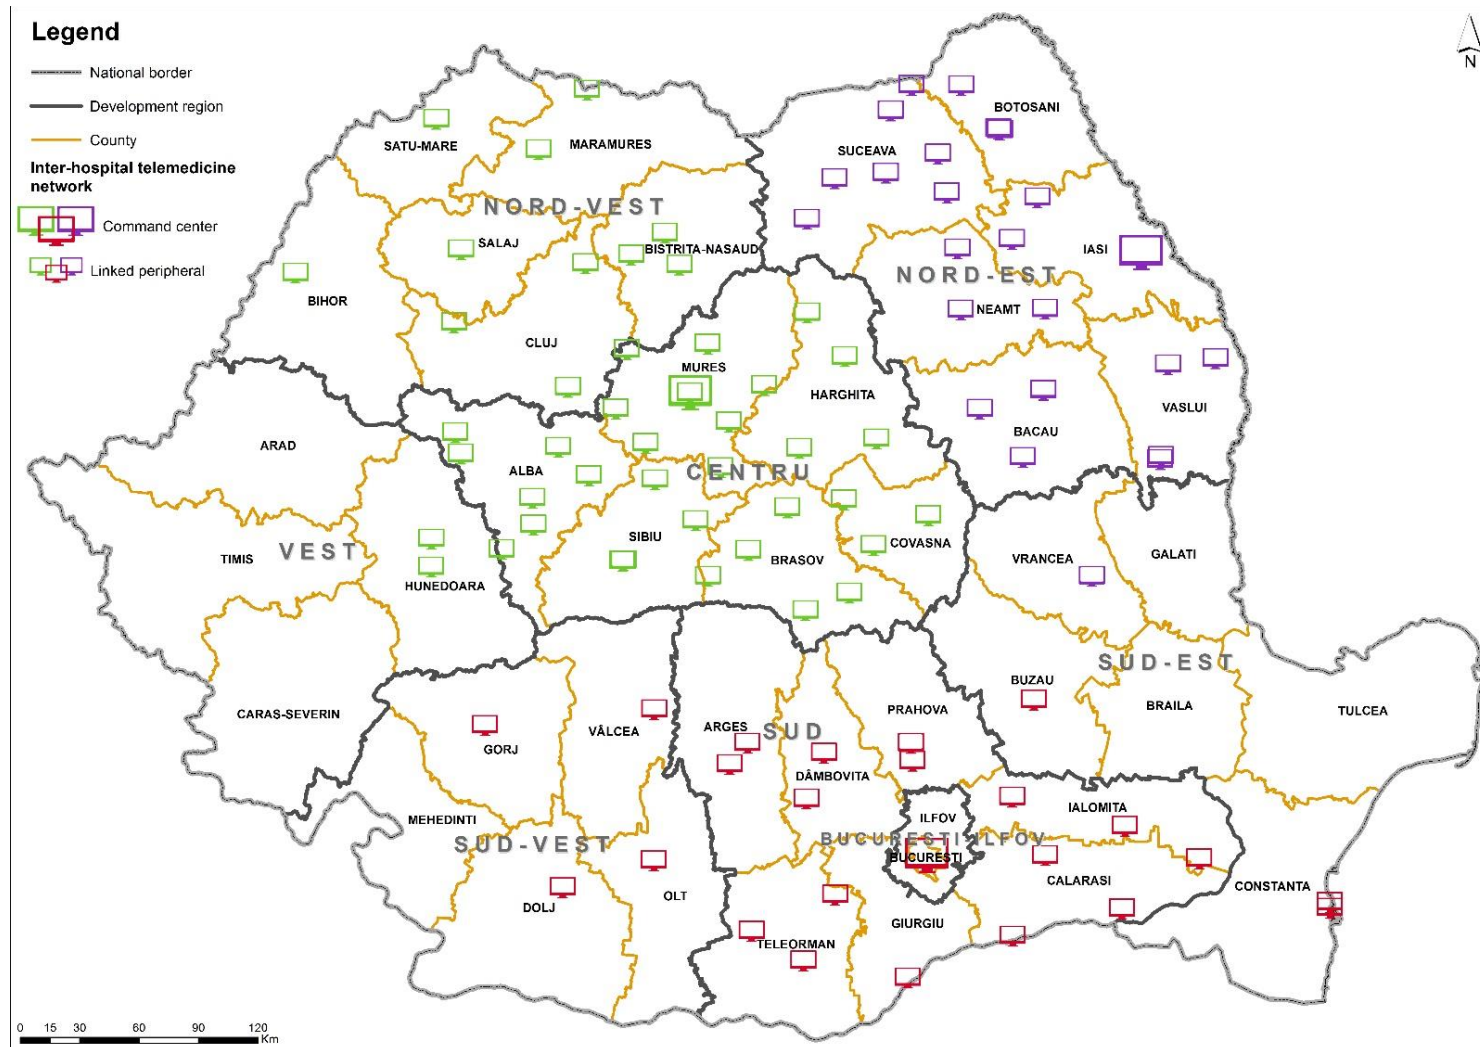 Legend
National border
Development region
County
Inter-hospital telemedicine
network
Command center
Linked peripheral
N
BOTOSANI
SATU-MARE
MARAMURES
SUCEAVA
NORD-VEST
SALAJ
BISTRITA-NASAUD
IASI
NORD-EST
BIHOR
NEAMT
CLUJ
MURES
HARGHITA
VASLUI
ARAD
BACAU
ALBA
CENTRU
SIBIU
COVASNA
VEST
TIMIS
BRASOV
VRANCEA
GALATI
HUNEDOARA
SUD-EST
BUZAU
BRAILA
TULCEA
CARAS-SEVERIN
PRAHOVA
VÂLCEA
ARGES
SUD
GORJ
DÂMBOVITA
IALOMITA
MEHEDINTI
ILFOV
SUD-VEST
BUCURESTI-ILFOV
BUCURESTI
CALARASI
CONSTANTA
OLT
DOLJ
GIURGIU
TELEORMAN
0 15 30 60 90 120
Km